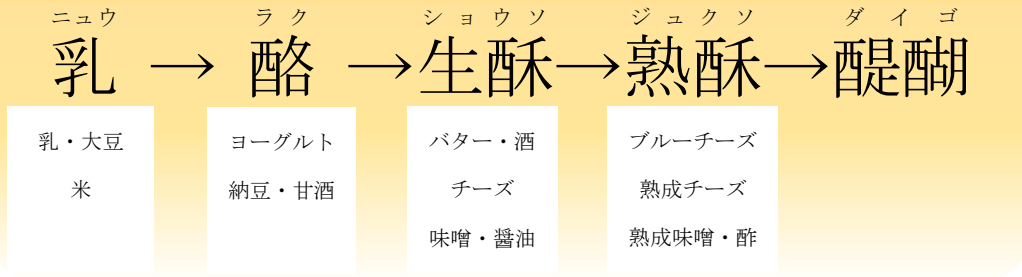 ニュウ ラク ショウソ ジュクソ ダイゴ
乳→酪→生酥→熟酥→醍醐
乳・大豆
米
ヨーグルト
納豆・甘酒
バター・酒
チーズ
味噌・醤油
ブルーチーズ
熟成チーズ
熟成味噌・酢